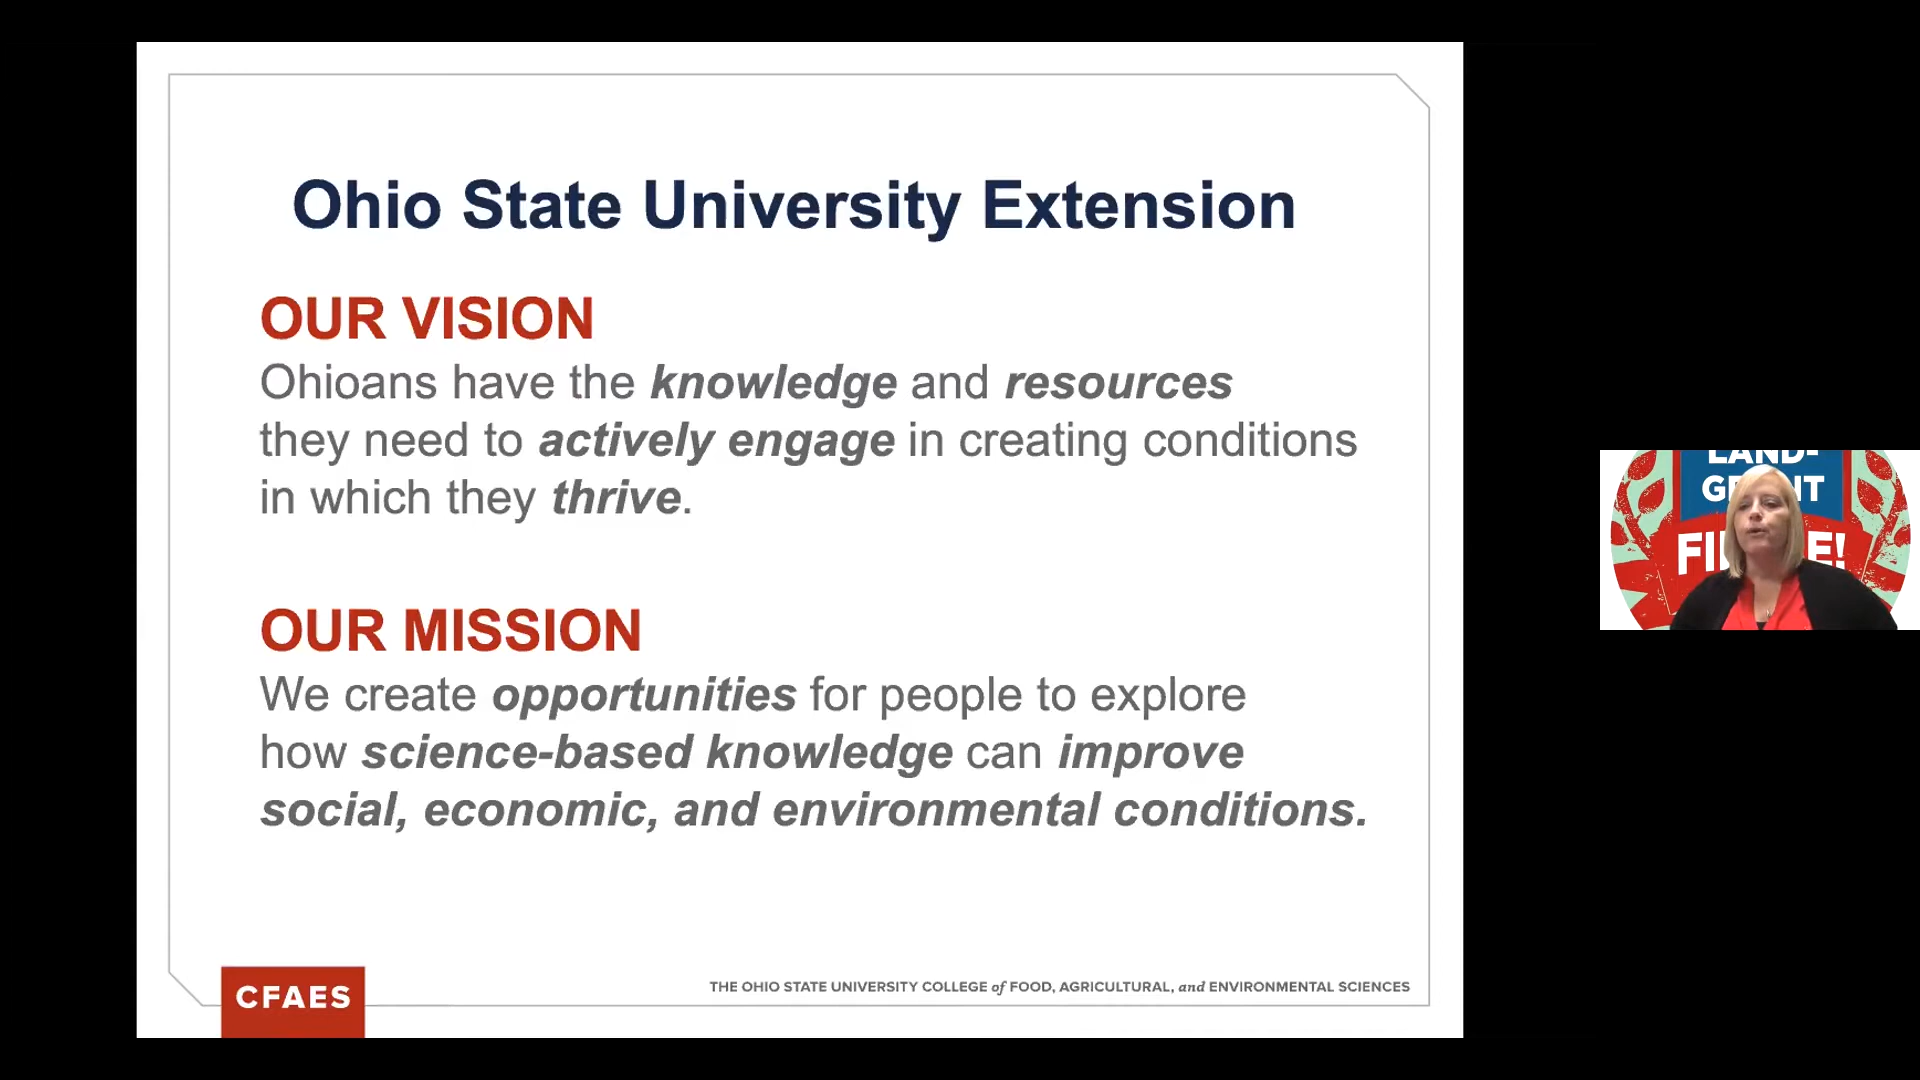 Ohio State University Extension
OUR VISION
Ohioans have the knowledge and resources
they need to actively engage in creating conditions
in which they thrive.
OUR MISSION
We create opportunities for people to explore
how science-based knowledge can improve
social, economic, and environmental conditions.
CFAES
THE OHIO STATE UNIVERSITY COLLEGE of FOOD, AGRICULTURAL, and ENVIRONMENTAL SCIENCES
LAND-